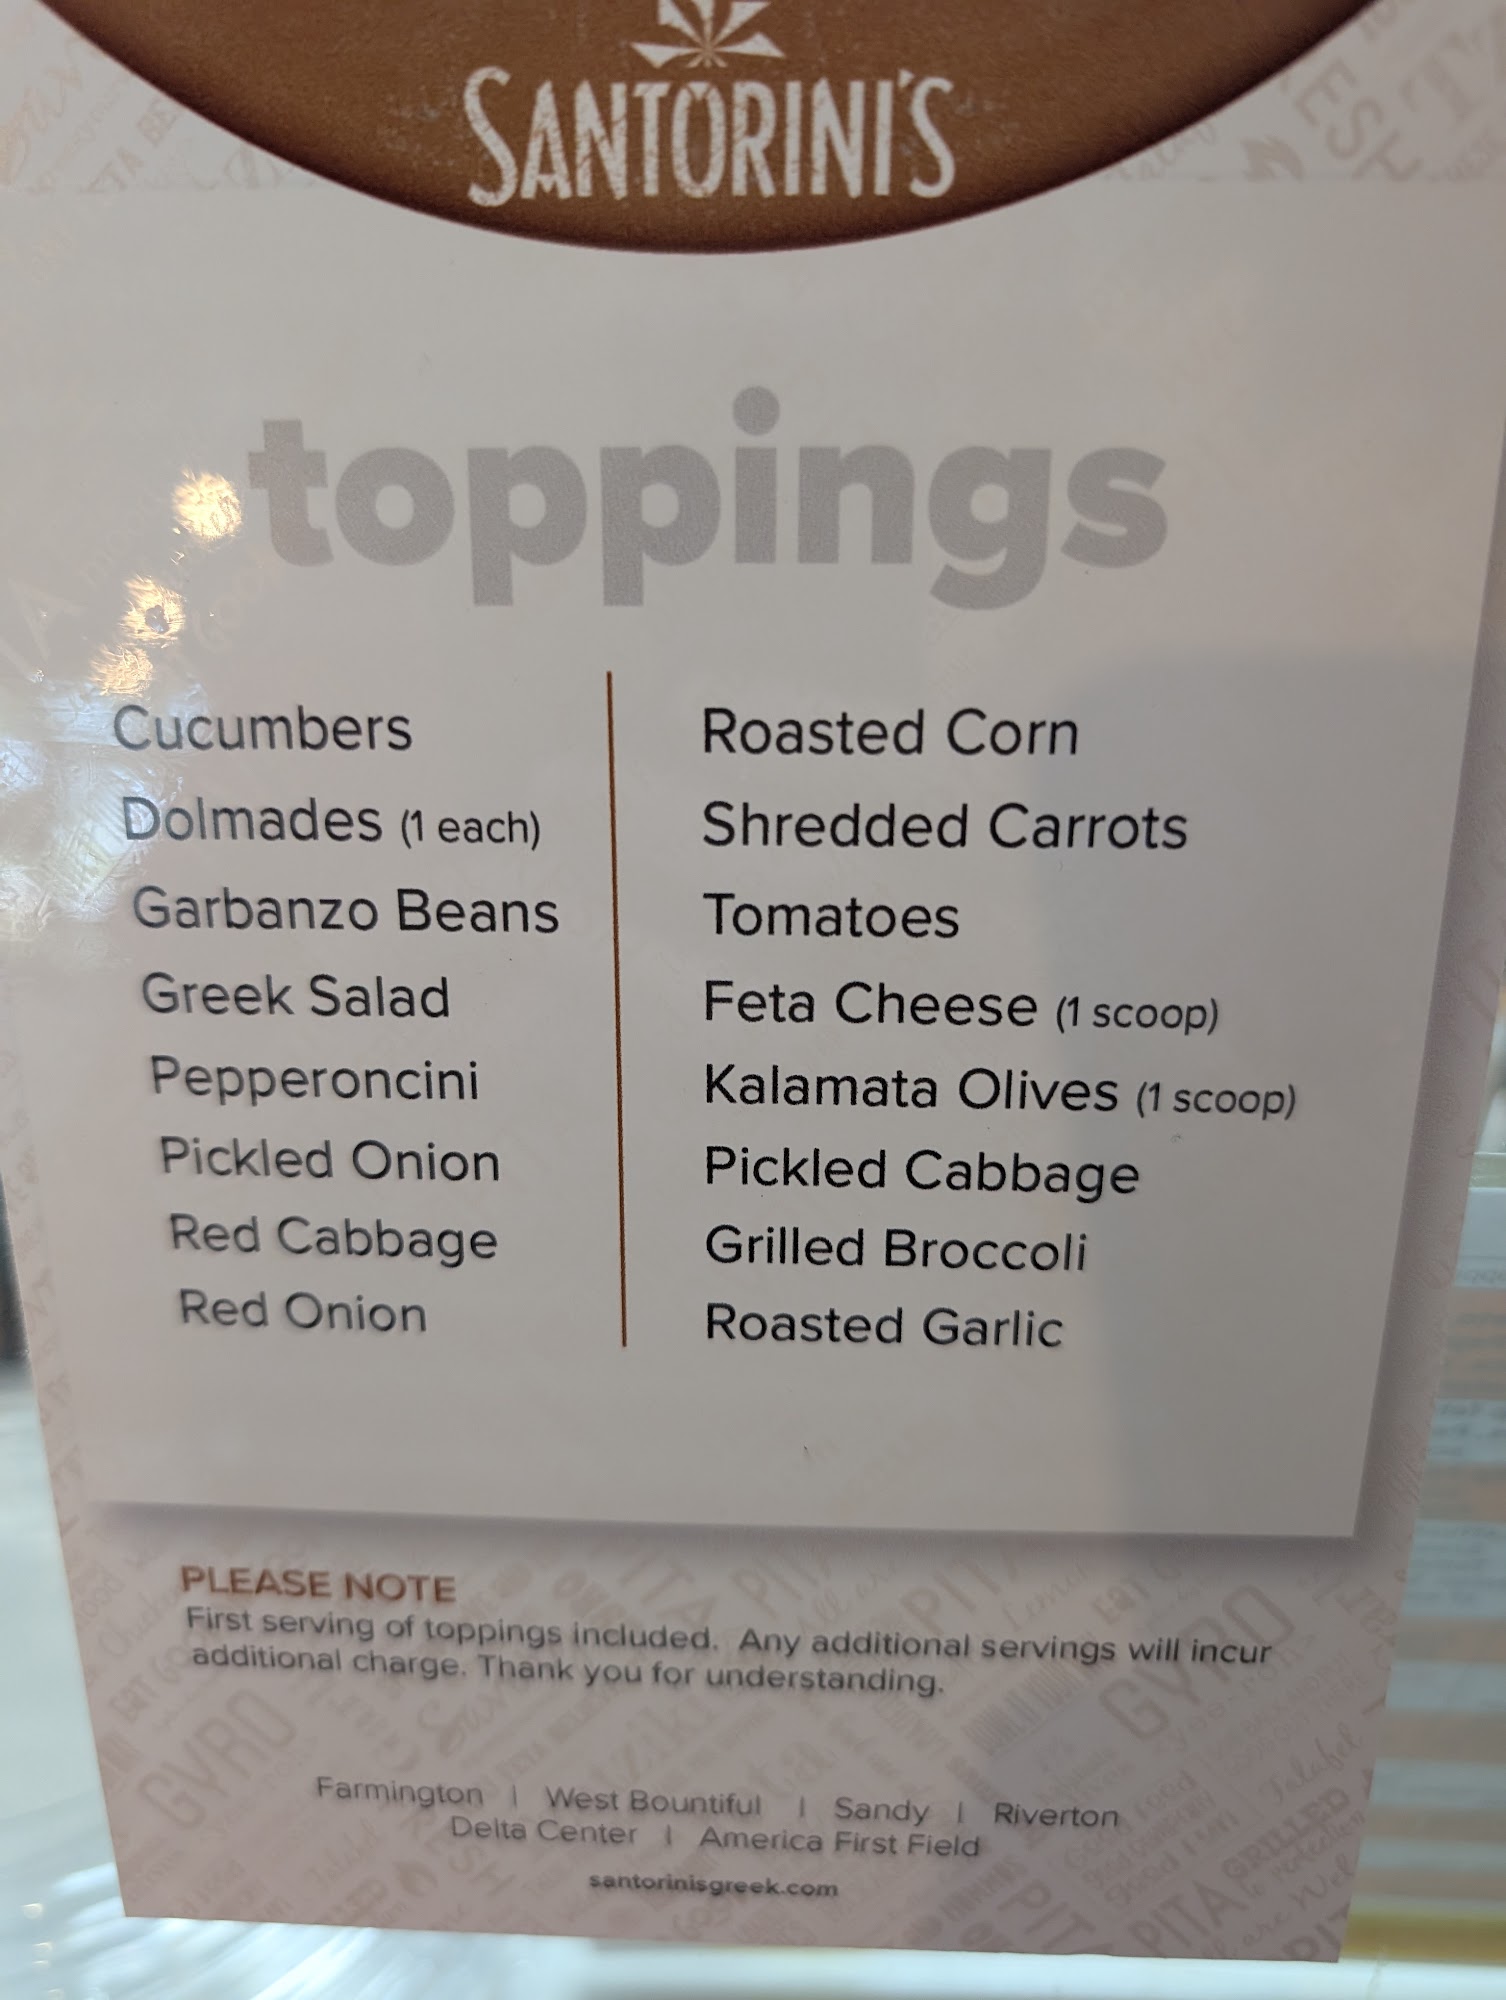 SANTORINI'S
toppings
Cucumbers
Dolmades (1 each)
Garbanzo Beans
Greek Salad
Pepperoncini
Pickled Onion
Red Cabbage
Red Onion
Roasted Corn
Shredded Carrots
Tomatoes
Feta Cheese (1 scoop)
Kalamata Olives (1 scoop)
Pickled Cabbage
Grilled Broccoli
Roasted Garlic
PLEASE NOTE
First serving of toppings included. Any additional servings will incur
additional charge. Thank you for understanding.
Farmington | West Bountiful | Sandy | Riverton
Delta Center | America First Field
santorinisgreek.com
GYRO
GYRO
PITA